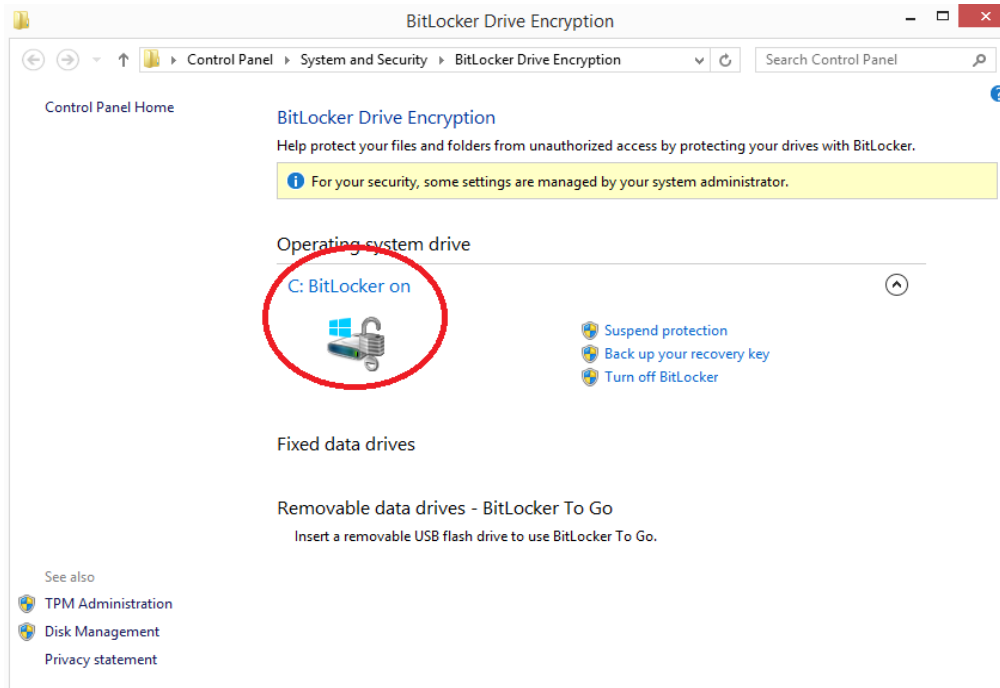 BitLocker Drive Encryption
Control Panel System and Security BitLocker Drive Encryption
Search Control Panel
Control Panel Home
BitLocker Drive Encryption
Help protect your files and folders from unauthorized access by protecting your drives with BitLocker.
For your security, some settings are managed by your system administrator.
Operating system drive
C: BitLocker on
Suspend protection
Back up your recovery key
Turn off BitLocker
Fixed data drives
Removable data drives - BitLocker To Go
Insert a removable USB flash drive to use BitLocker To Go.
See also
TPM Administration
Disk Management
Privacy statement